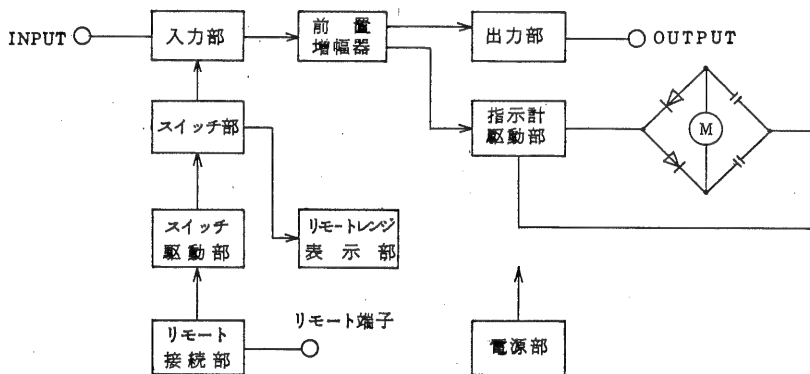 INPUT
入力部
前置
増幅器
出力部
OUTPUT
スイッチ部
指示計
駆動部
M
スイッチ
駆動部
リモートレンジ
表示部
リモート
接続部
リモート端子
電源部